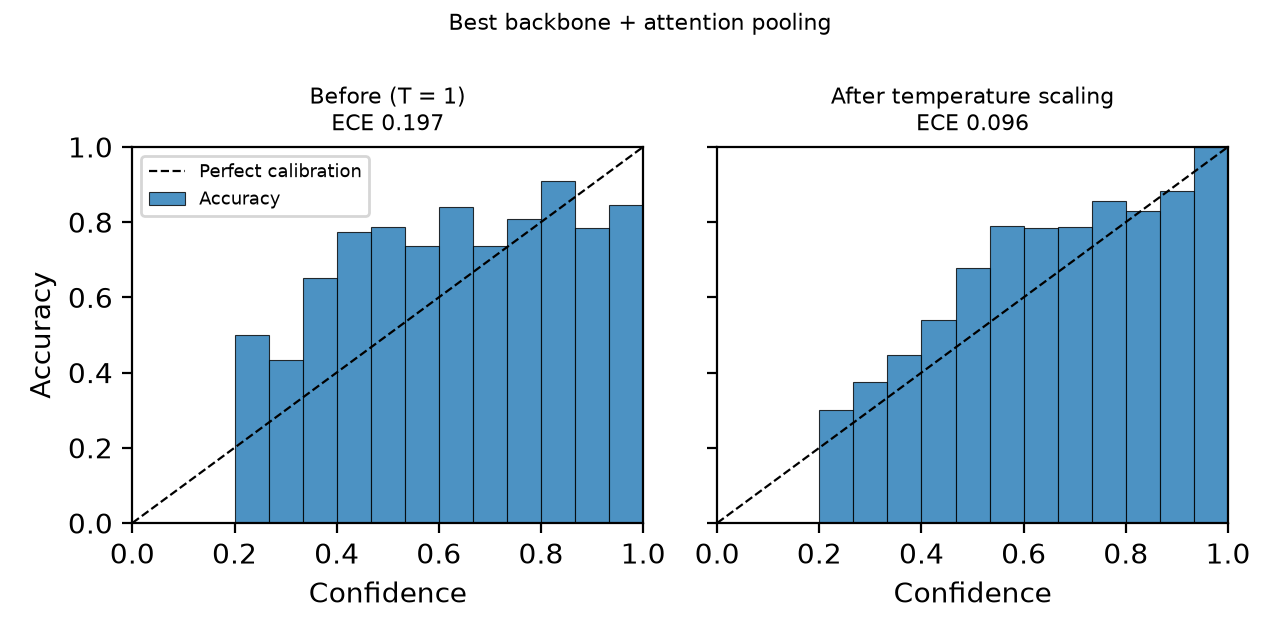 Best backbone + attention pooling
Before (T = 1)
ECE 0.197
Perfect calibration
Accuracy
Accuracy
1.0
0.8
0.6
0.4
0.2
0.0
0.0 0.2 0.4 0.6 0.8 1.0
Confidence
After temperature scaling
ECE 0.096
0.0 0.2 0.4 0.6 0.8 1.0
Confidence